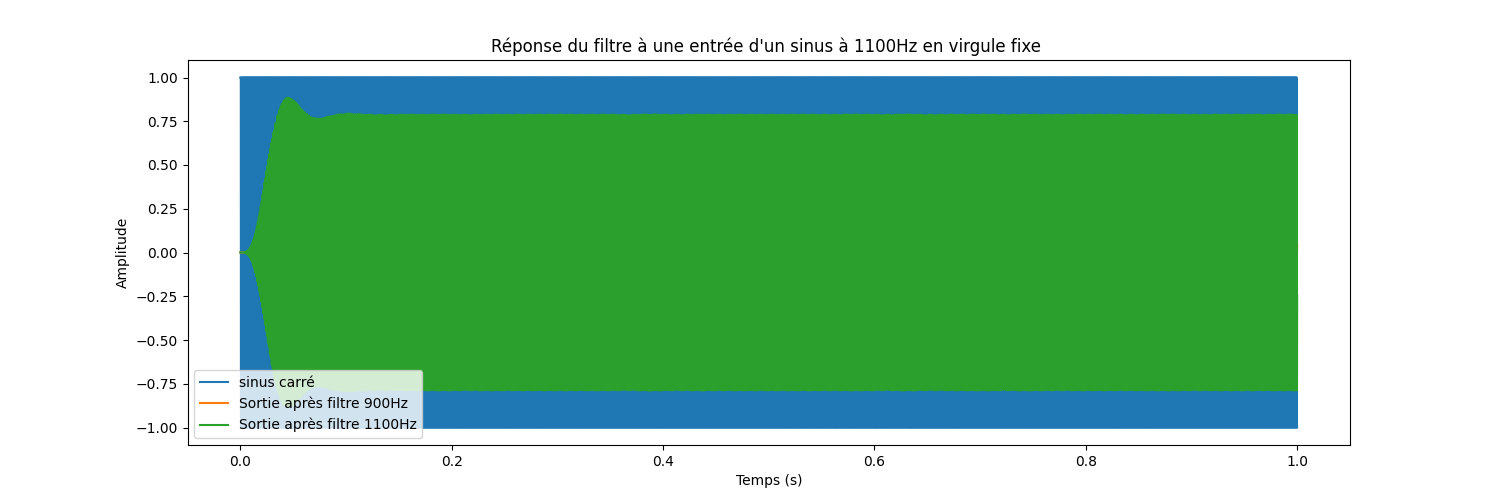 Réponse du filtre à une entrée d'un sinus à 1100Hz en virgule fixe
1.00
0.75
0.50
0.25
0.00
−0.25
−0.50
−0.75
−1.00
Amplitude
sinus carré
Sortie après filtre 900Hz
Sortie après filtre 1100Hz
0.0 0.2 0.4 0.6 0.8 1.0
Temps (s)